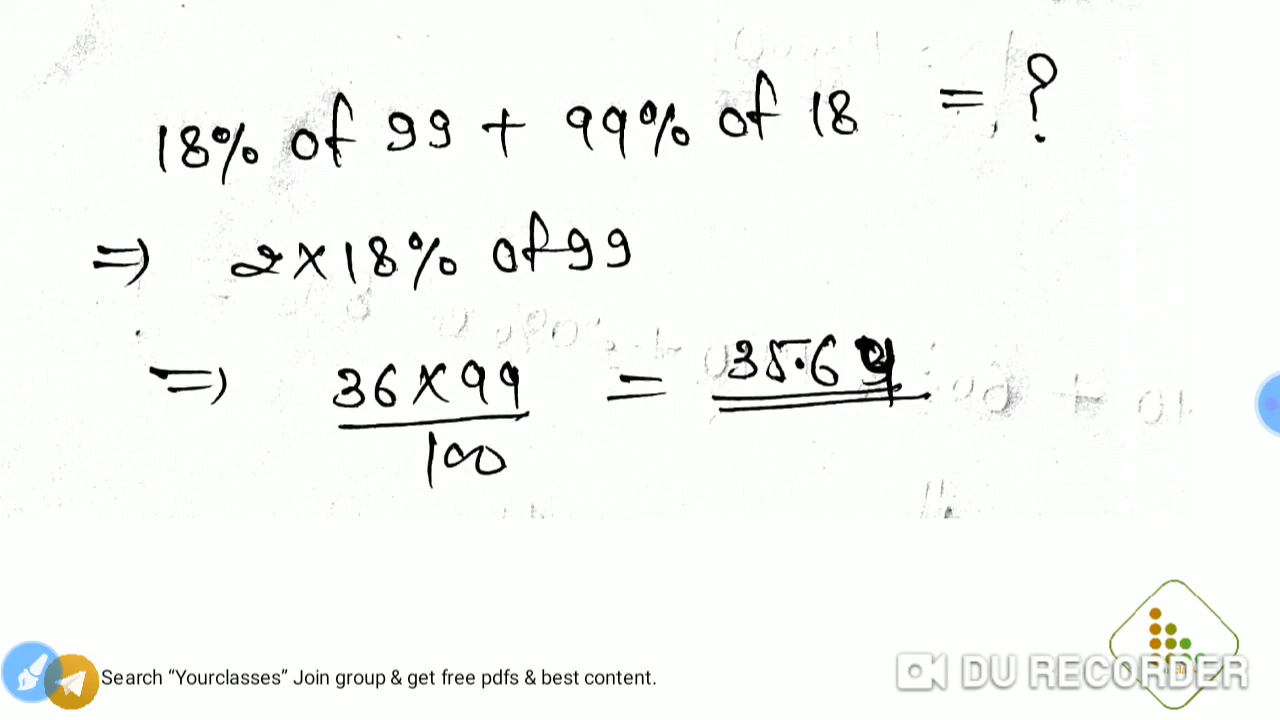 18% of 99 + 99% of 18 = ?
⇒ 2×18% of 99
⇒ 36×99/100 = 35.64
Search “Yourclasses” Join group & get free pdfs & best content.
DU RECORDER